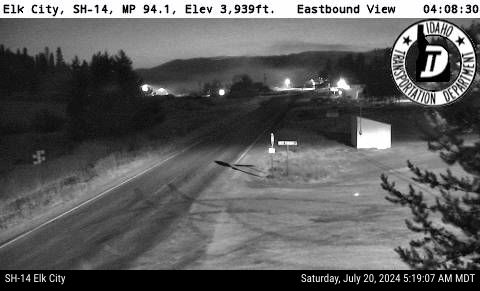 Elk City, SH-14, MP 94.1, Elev 3,939ft.   Eastbound View   04:08:30
IDAHO
TRANSPORTATION DEPARTMENT
SH-14 Elk City
Saturday, July 20, 2024 5:19:07 AM MDT